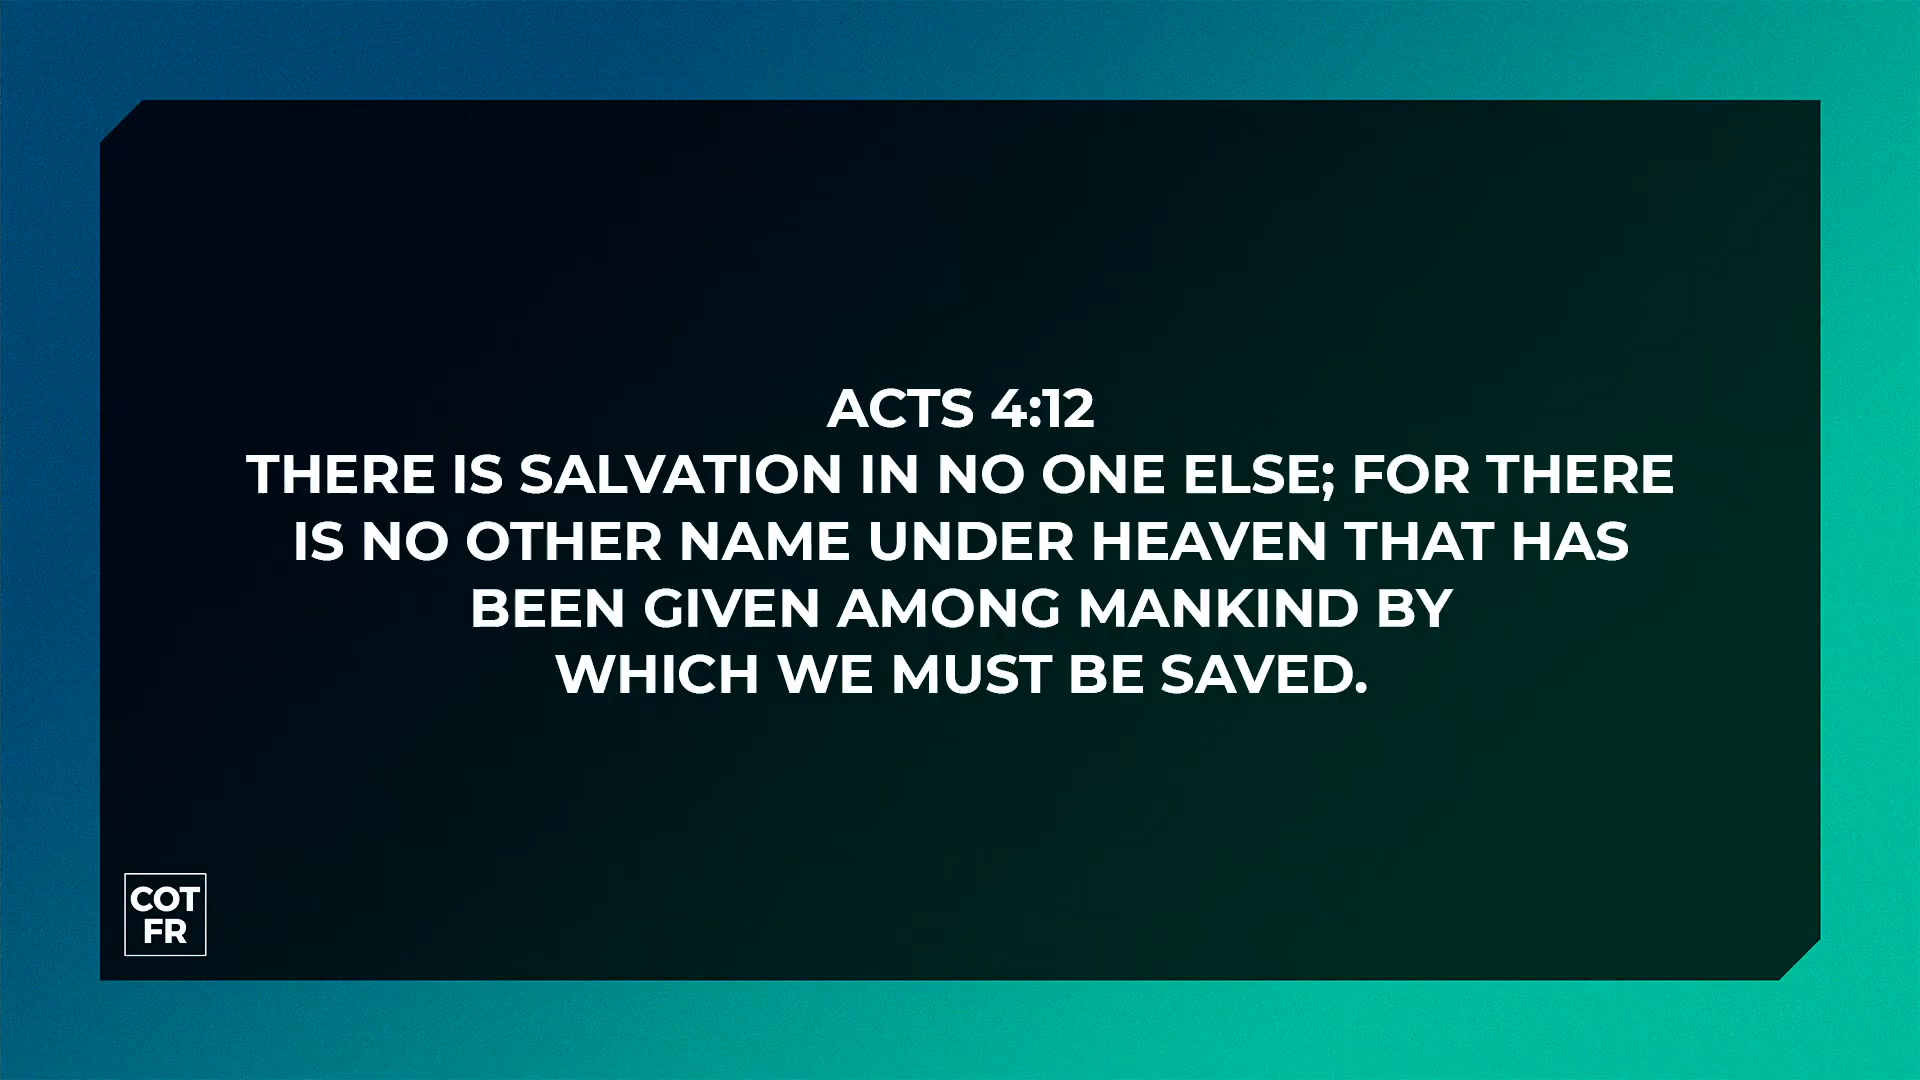 ACTS 4:12
THERE IS SALVATION IN NO ONE ELSE; FOR THERE
IS NO OTHER NAME UNDER HEAVEN THAT HAS
BEEN GIVEN AMONG MANKIND BY
WHICH WE MUST BE SAVED.
COT
FR